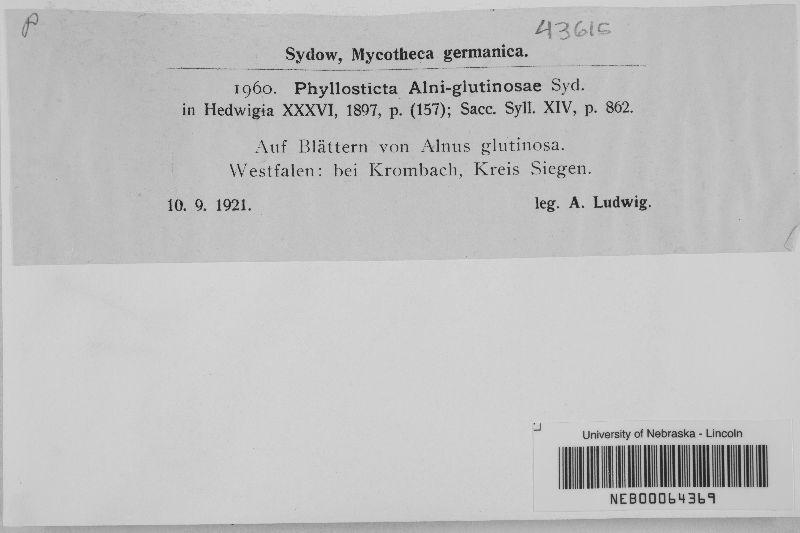 P
43615
Sydow, Mycotheca germanica.
1960. Phyllosticta Alni-glutinosae Syd.
in Hedwigia XXXVI, 1897, p. (157); Sacc. Syll. XIV, p. 862.
Auf Blättern von Alnus glutinosa.
Westfalen: bei Krombach, Kreis Siegen.
10. 9. 1921. leg. A. Ludwig.
University of Nebraska - Lincoln
NEB00064369